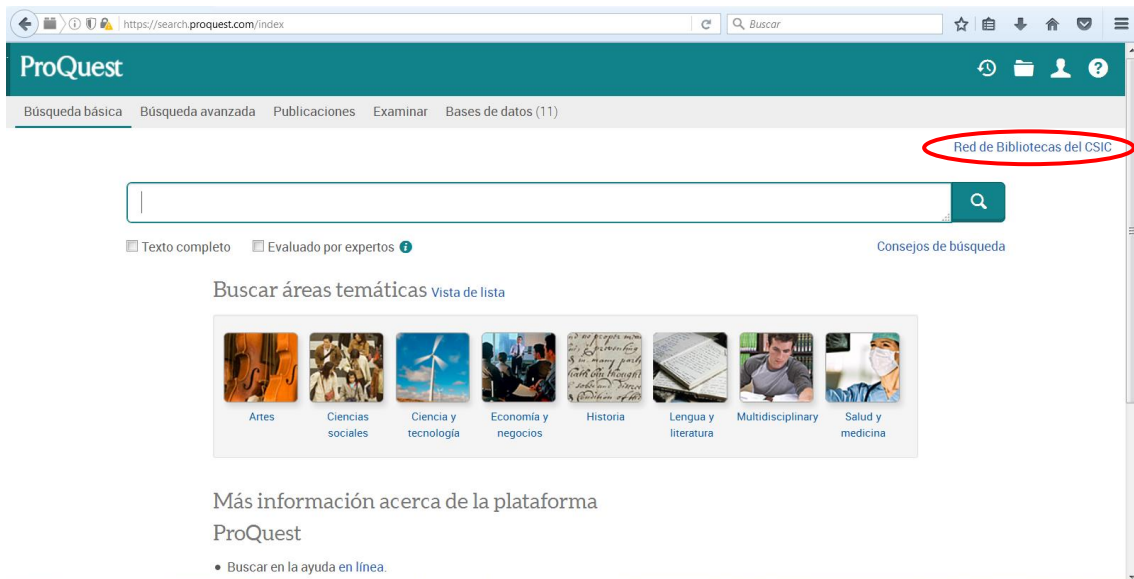 https://search.proquest.com/index
Buscar
ProQuest
Búsqueda básica Búsqueda avanzada Publicaciones Examinar Bases de datos (11)
Red de Bibliotecas del CSIC
Texto completo Evaluado por expertos
Consejos de búsqueda
Buscar áreas temáticas Vista de lista
Artes
Ciencias sociales
Ciencia y tecnología
Economía y negocios
Historia
Lengua y literatura
Multidisciplinary
Salud y medicina
Más información acerca de la plataforma
ProQuest
• Buscar en la ayuda en línea.